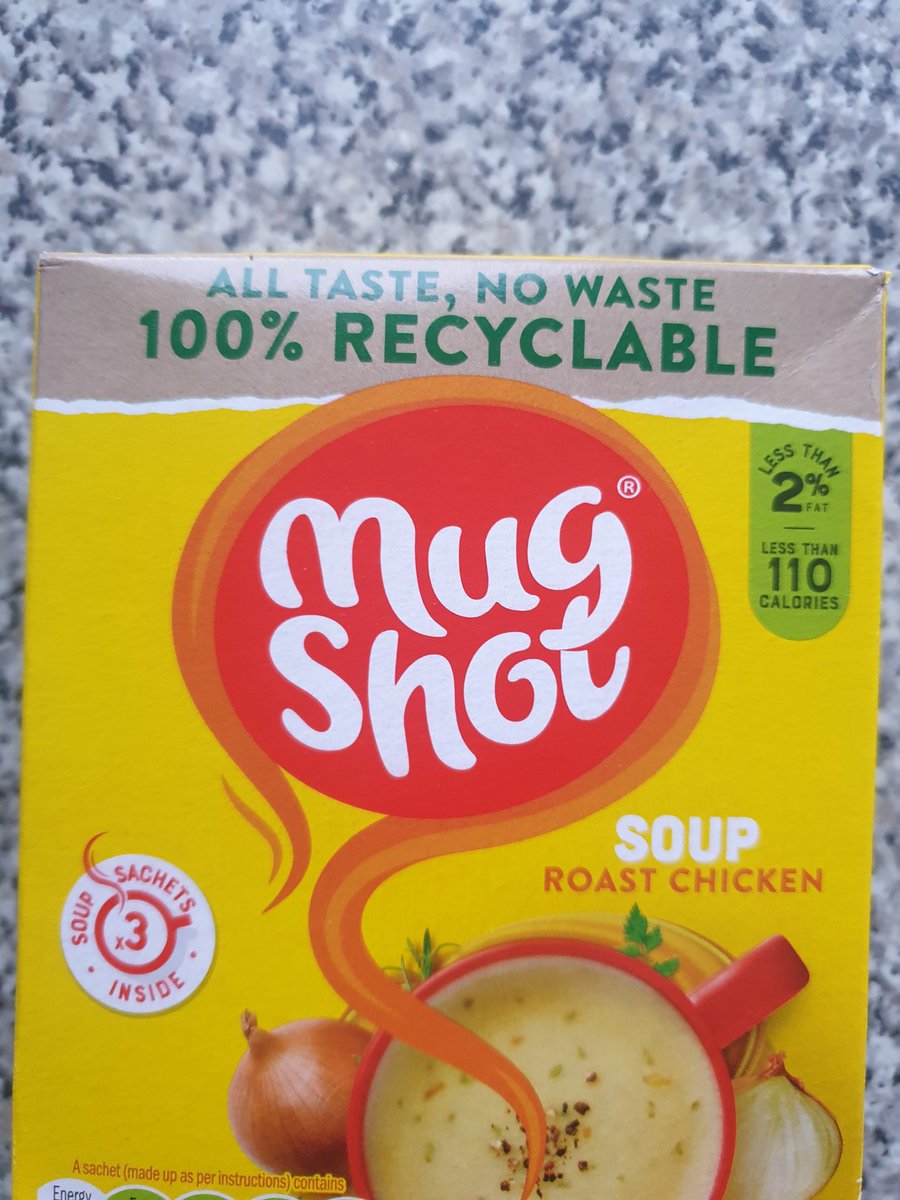 ALL TASTE, NO WASTE
100% RECYCLABLE
mug
Shot
®
LESS THAN
2%
FAT
LESS THAN
110
CALORIES
SOUP
ROAST CHICKEN
SOUP SACHETS
x3
INSIDE
A sachet (made up as per instructions) contains
Energy